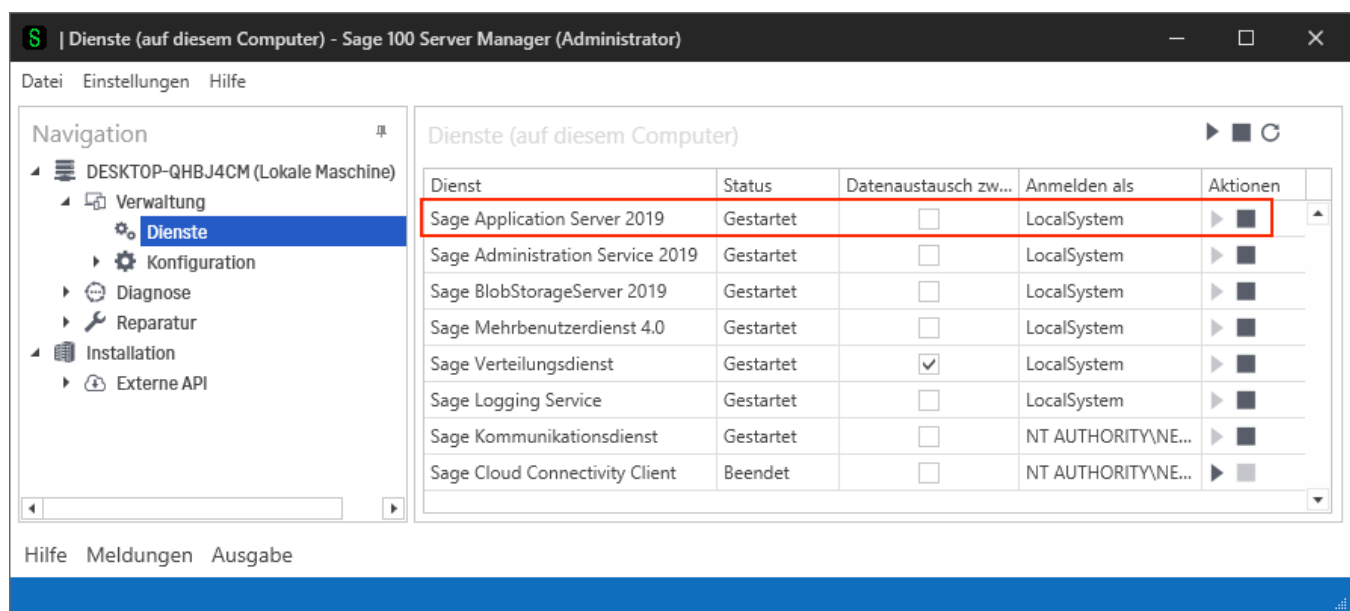 S | Dienste (auf diesem Computer) - Sage 100 Server Manager (Administrator)
Datei Einstellungen Hilfe
Navigation
DESKTOP-QHBJ4CM (Lokale Maschine)
Verwaltung
Dienste
Konfiguration
Diagnose
Reparatur
Installation
Externe API
Dienste (auf diesem Computer)
Dienst Status Datenaustausch zw... Anmelden als Aktionen
Sage Application Server 2019 Gestartet LocalSystem
Sage Administration Service 2019 Gestartet LocalSystem
Sage BlobStorageServer 2019 Gestartet LocalSystem
Sage Mehrbenutzerdienst 4.0 Gestartet LocalSystem
Sage Verteilungsdienst Gestartet LocalSystem
Sage Logging Service Gestartet LocalSystem
Sage Kommunikationsdienst Gestartet NT AUTHORITY\NE...
Sage Cloud Connectivity Client Beendet NT AUTHORITY\NE...
Hilfe Meldungen Ausgabe